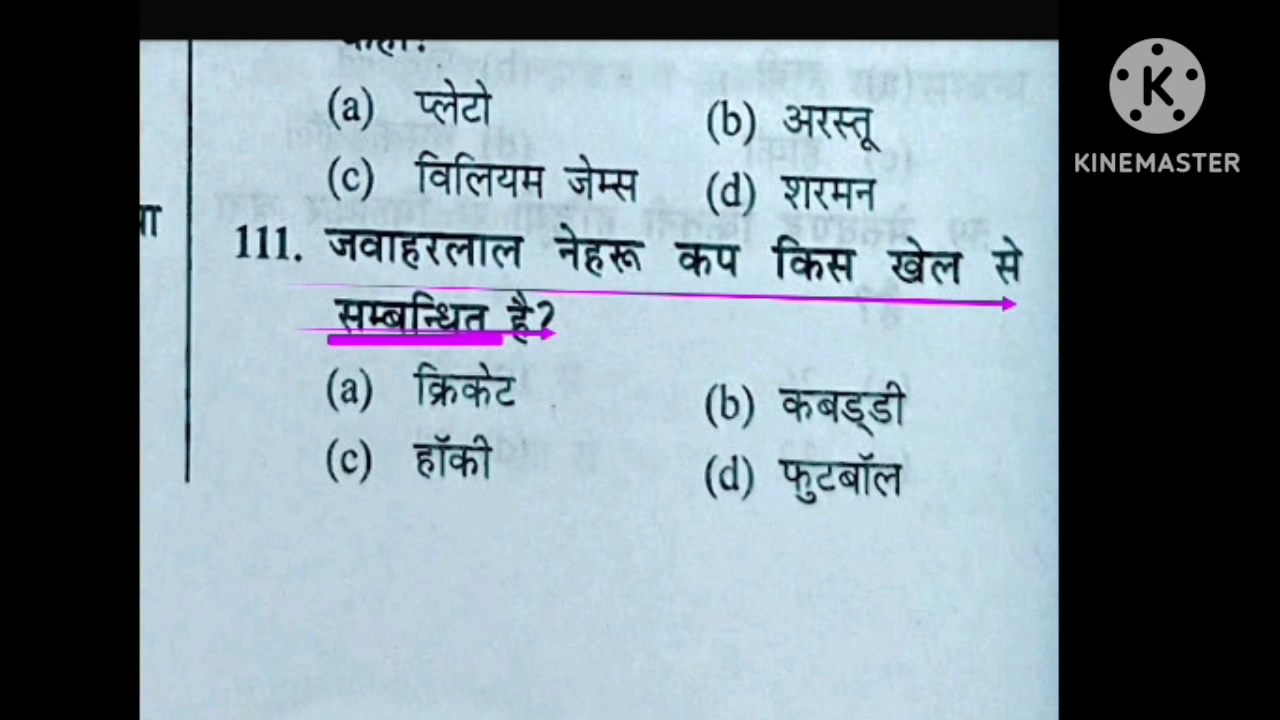 (a) प्लेटो (b) अरस्तू
(c) विलियम जेम्स (d) शरमन
111. जवाहरलाल नेहरू कप किस खेल से
सम्बन्धित है?
(a) क्रिकेट (b) कबड्डी
(c) हॉकी (d) फुटबॉल
K
KINEMASTER